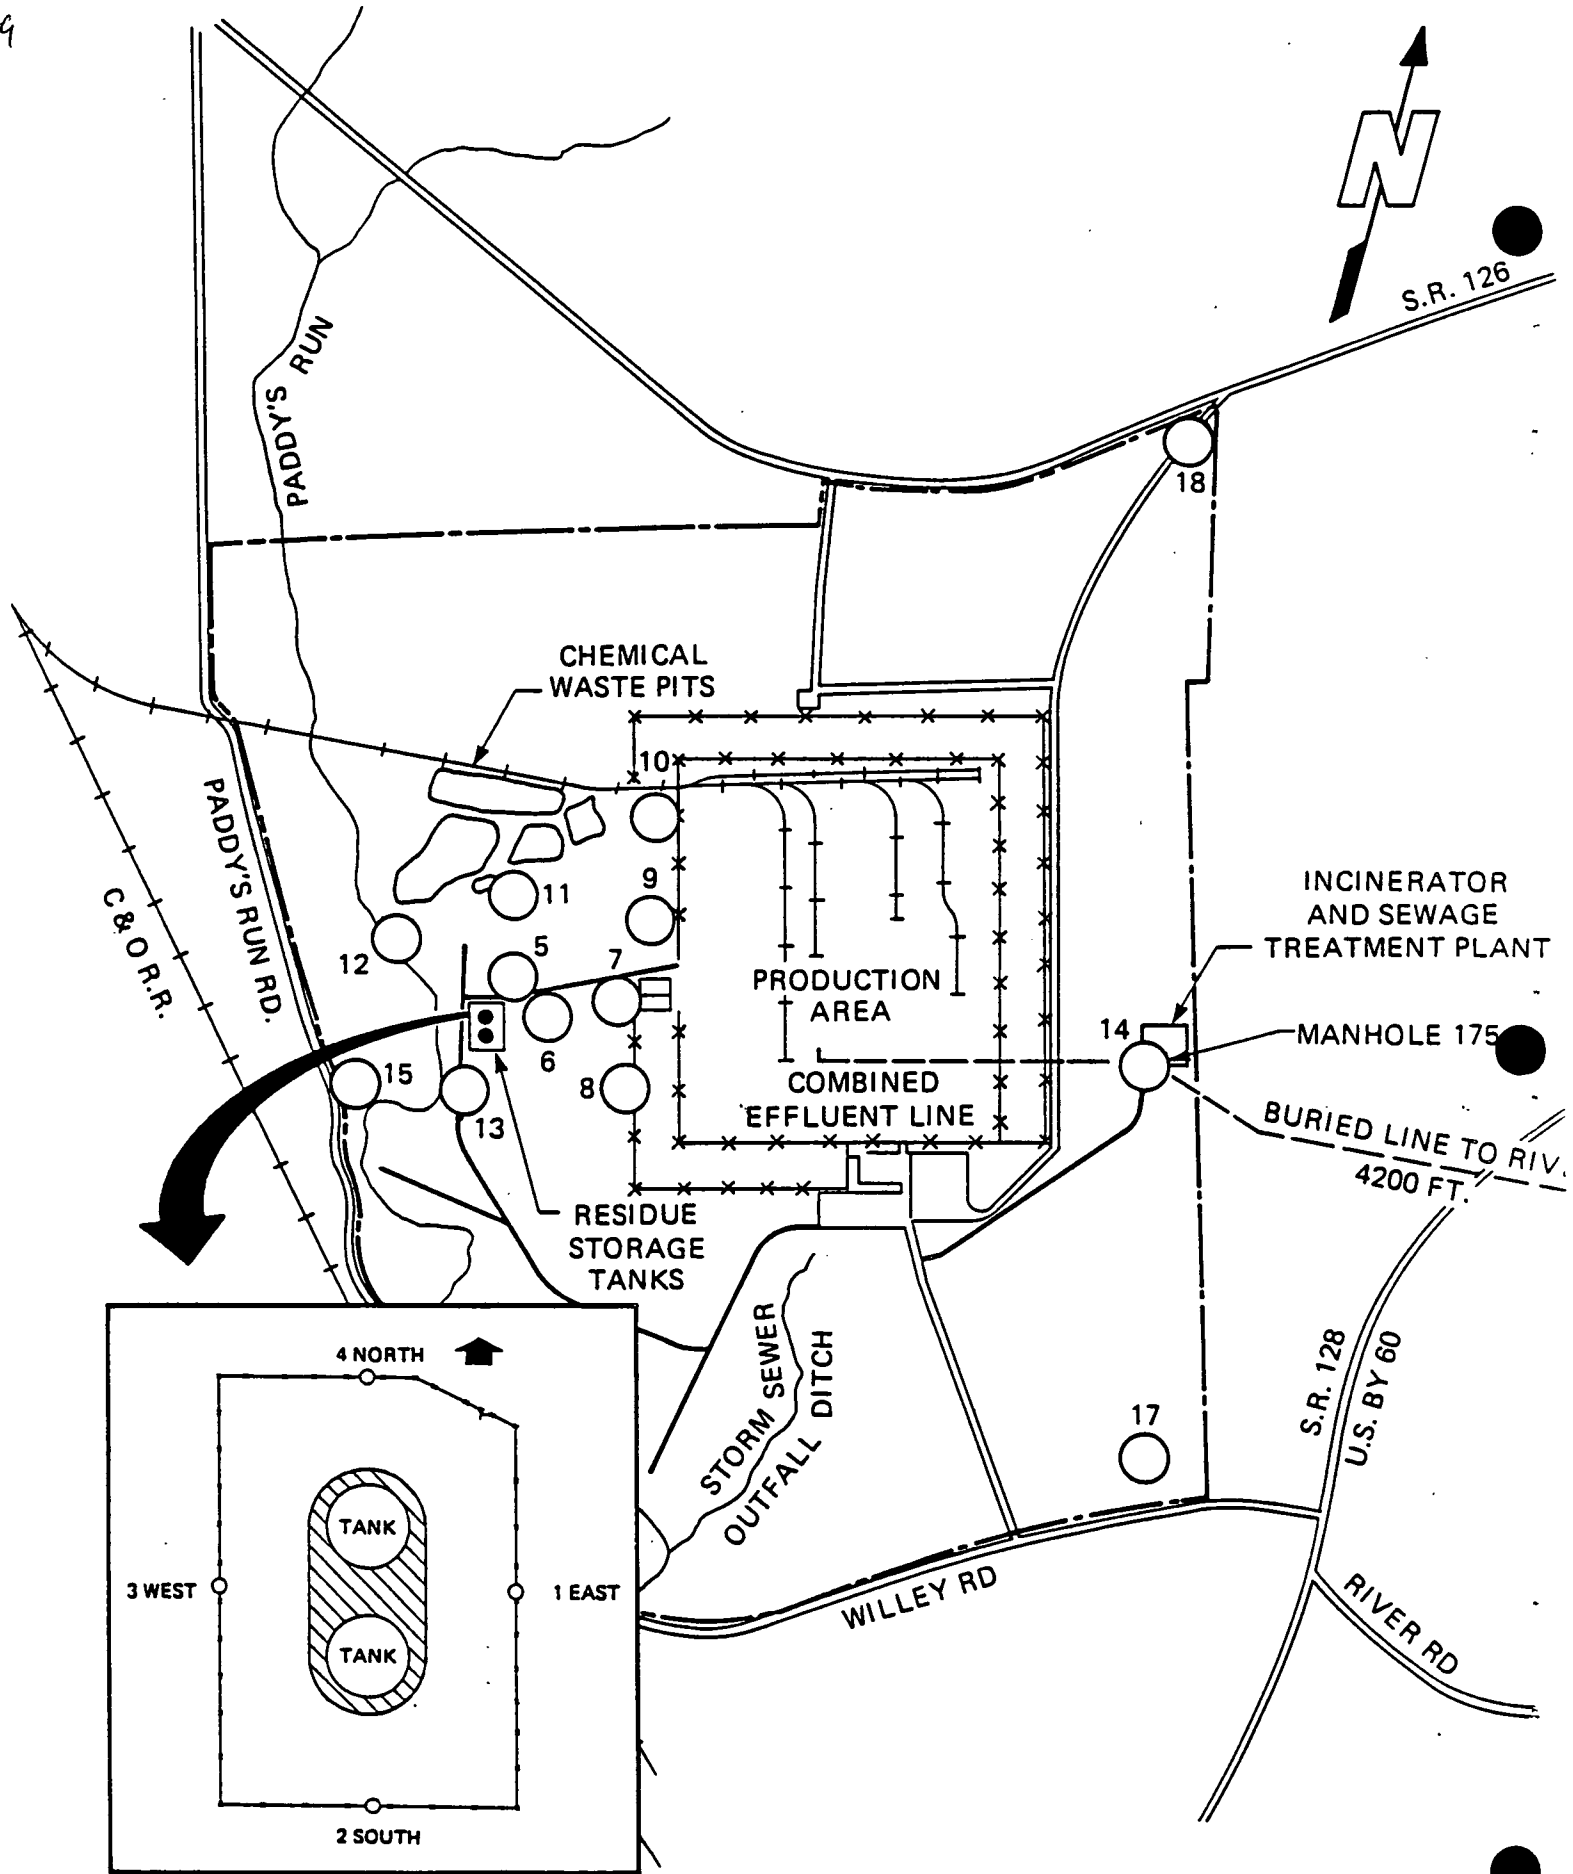 9
N
S.R. 126
PADDY'S RUN
18
CHEMICAL
WASTE PITS
10
PADDY'S RUN RD.
C & O R.R.
11
9
12
5
7
PRODUCTION
AREA
INCINERATOR
AND SEWAGE
TREATMENT PLANT
14
MANHOLE 175
6
15
8
13
COMBINED
EFFLUENT LINE
BURIED LINE TO RIV.
4200 FT.
RESIDUE
STORAGE
TANKS
STORM SEWER
OUTFALL DITCH
S.R. 128
U.S. BY 60
17
WILLEY RD
RIVER RD
4 NORTH
TANK
3 WEST
1 EAST
TANK
2 SOUTH